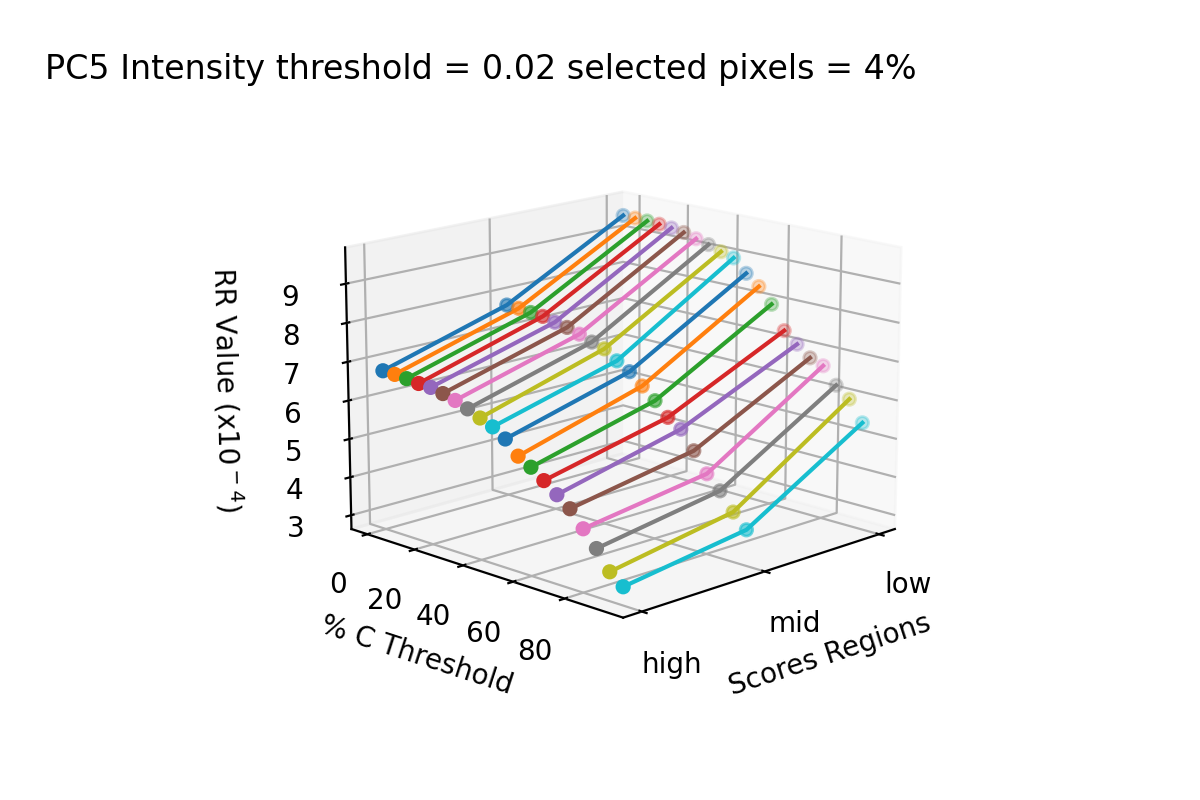 PC5 Intensity threshold = 0.02 selected pixels = 4%
RR Value (x10⁻⁴)
9
8
7
6
5
4
3
0
20
40
60
80
% C Threshold
high
mid
low
Scores Regions